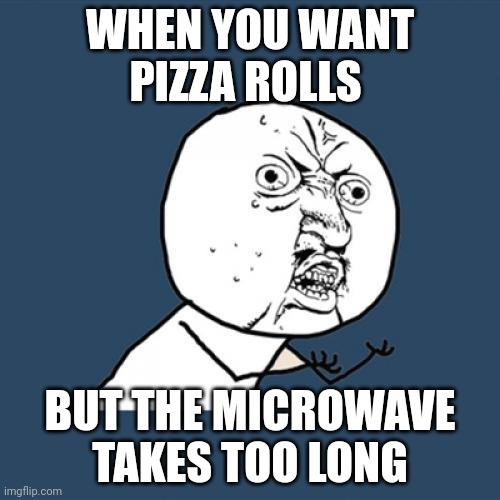 WHEN YOU WANT
PIZZA ROLLS
BUT THE MICROWAVE
TAKES TOO LONG
imgflip.com